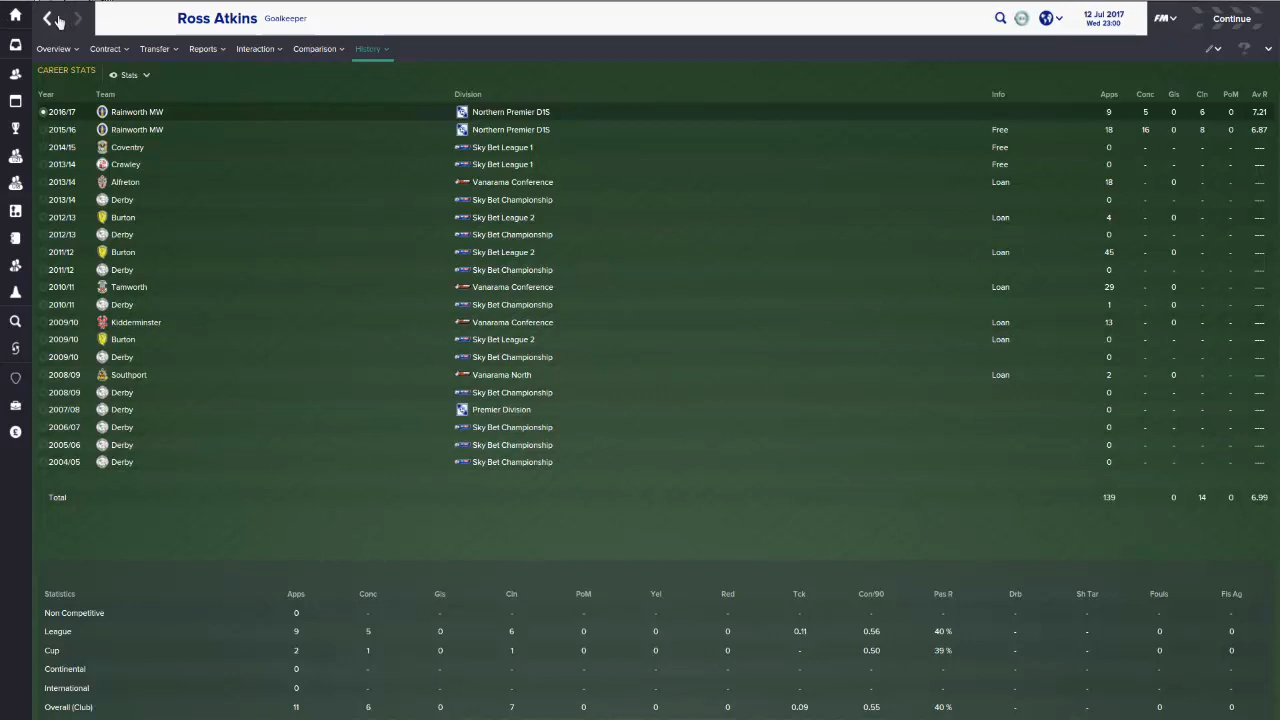 Ross Atkins Goalkeeper 12 Jul 2017 FM Continue
Wed 23:00
Overview Contract Transfer Reports Interaction Comparison History
CAREER STATS Stats
Year Team Division Info Apps Conc Gls Cln PoM Av R
2016/17 Rainworth MW Northern Premier D1S 9 5 0 6 0 7.21
2015/16 Rainworth MW Northern Premier D1S Free 18 16 0 8 0 6.87
2014/15 Coventry Sky Bet League 1 Free 0 - 0 - - ---
2013/14 Crawley Sky Bet League 1 Free 0 - 0 - - ---
2013/14 Alfreton Vanarama Conference Loan 18 - 0 - - ---
2013/14 Derby Sky Bet Championship 0 - 0 - - ---
2012/13 Burton Sky Bet League 2 Loan 4 - 0 - - ---
2012/13 Derby Sky Bet Championship 0 - 0 - - ---
2011/12 Burton Sky Bet League 2 Loan 45 - 0 - - ---
2011/12 Derby Sky Bet Championship 0 - 0 - - ---
2010/11 Tamworth Vanarama Conference Loan 29 - 0 - - ---
2010/11 Derby Sky Bet Championship 1 - 0 - - ---
2009/10 Kidderminster Vanarama Conference Loan 13 - 0 - - ---
2009/10 Burton Sky Bet League 2 Loan 0 - 0 - - ---
2009/10 Derby Sky Bet Championship 0 - 0 - - ---
2008/09 Southport Vanarama North Loan 2 - 0 - - ---
2008/09 Derby Sky Bet Championship 0 - 0 - - ---
2007/08 Derby Premier Division 0 - 0 - - ---
2006/07 Derby Sky Bet Championship 0 - 0 - - ---
2005/06 Derby Sky Bet Championship 0 - 0 - - ---
2004/05 Derby Sky Bet Championship 0 - 0 - - ---
Total 139 0 14 0 6.99
Statistics Apps Conc Gls Cln PoM Yel Red Tck Con/90 Pas R Drb Sh Tar Fouls Fls Ag
Non Competitive 0 - - - - - - - - - - - - -
League 9 5 0 6 0 0 0 0.11 0.56 40 % - - 0 0
Cup 2 1 0 1 0 0 0 - 0.50 39 % - - 0 0
Continental 0 - - - - - - - - - - - - -
International 0 - - - - - - - - - - - - -
Overall (Club) 11 6 0 7 0 0 0 0.09 0.55 40 % - - 0 0